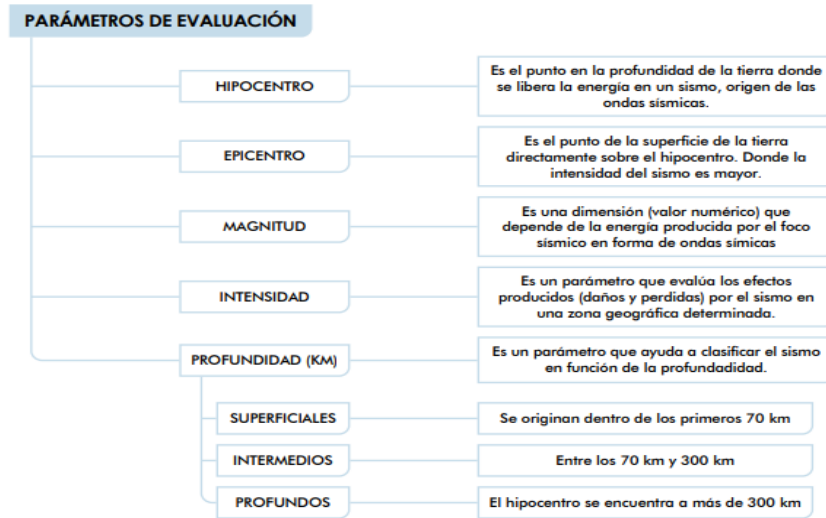 PARÁMETROS DE EVALUACIÓN
HIPOCENTRO
Es el punto en la profundidad de la tierra donde
se libera la energía en un sismo, origen de las
ondas sísmicas.
EPICENTRO
Es el punto de la superficie de la tierra
directamente sobre el hipocentro. Donde la
intensidad del sismo es mayor.
MAGNITUD
Es una dimensión (valor numérico) que
depende de la energía producida por el foco
sísmico en forma de ondas símicas
INTENSIDAD
Es un parámetro que evalúa los efectos
producidos (daños y perdidas) por el sismo en
una zona geográfica determinada.
PROFUNDIDAD (KM)
Es un parámetro que ayuda a clasificar el sismo
en función de la profundadidad.
SUPERFICIALES
Se originan dentro de los primeros 70 km
INTERMEDIOS
Entre los 70 km y 300 km
PROFUNDOS
El hipocentro se encuentra a más de 300 km